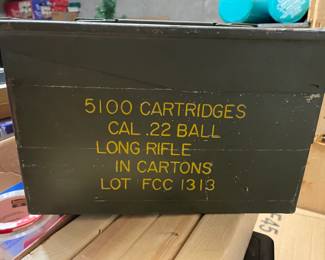 5100 CARTRIDGES
CAL .22 BALL
LONG RIFLE
IN CARTONS
LOT FCC 1313